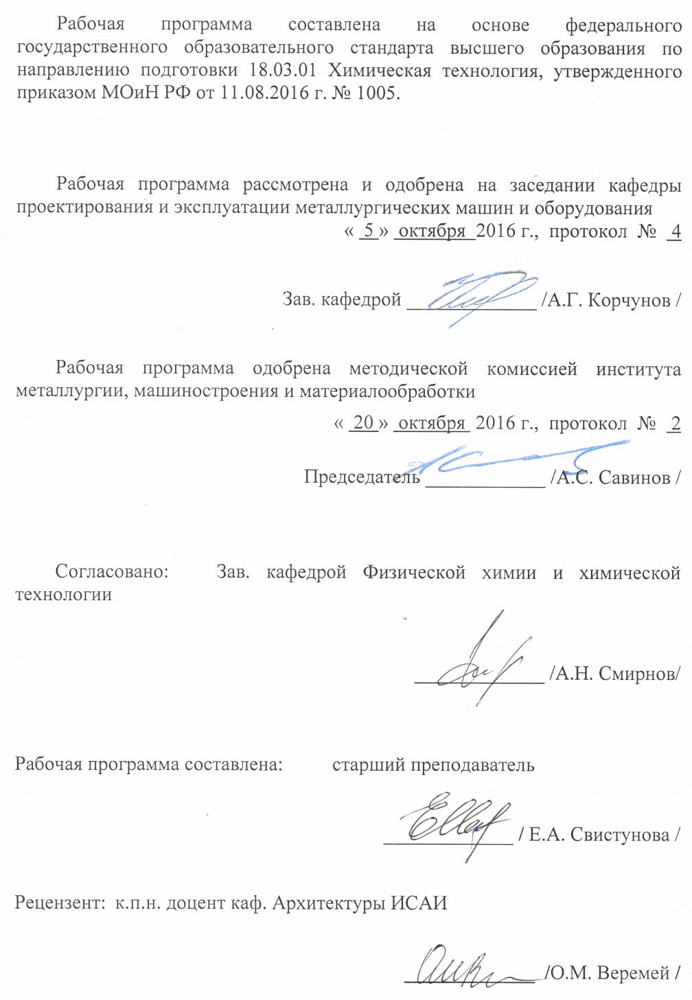 Рабочая программа составлена на основе федерального
государственного образовательного стандарта высшего образования по
направлению подготовки 18.03.01 Химическая технология, утвержденного
приказом МОиН РФ от 11.08.2016 г. № 1005.
Рабочая программа рассмотрена и одобрена на заседании кафедры
проектирования и эксплуатации металлургических машин и оборудования
« 5 » октября 2016 г., протокол № 4
Зав. кафедрой _____________ /А.Г. Корчунов /
Рабочая программа одобрена методической комиссией института
металлургии, машиностроения и материалообработки
« 20 » октября 2016 г., протокол № 2
Председатель ____________ /А.С. Савинов /
Согласовано: Зав. кафедрой Физической химии и химической
технологии
_____________ /А.Н. Смирнов/
Рабочая программа составлена: старший преподаватель
_____________ / Е.А. Свистунова /
Рецензент: к.п.н. доцент каф. Архитектуры ИСАИ
_____________ /О.М. Веремей /